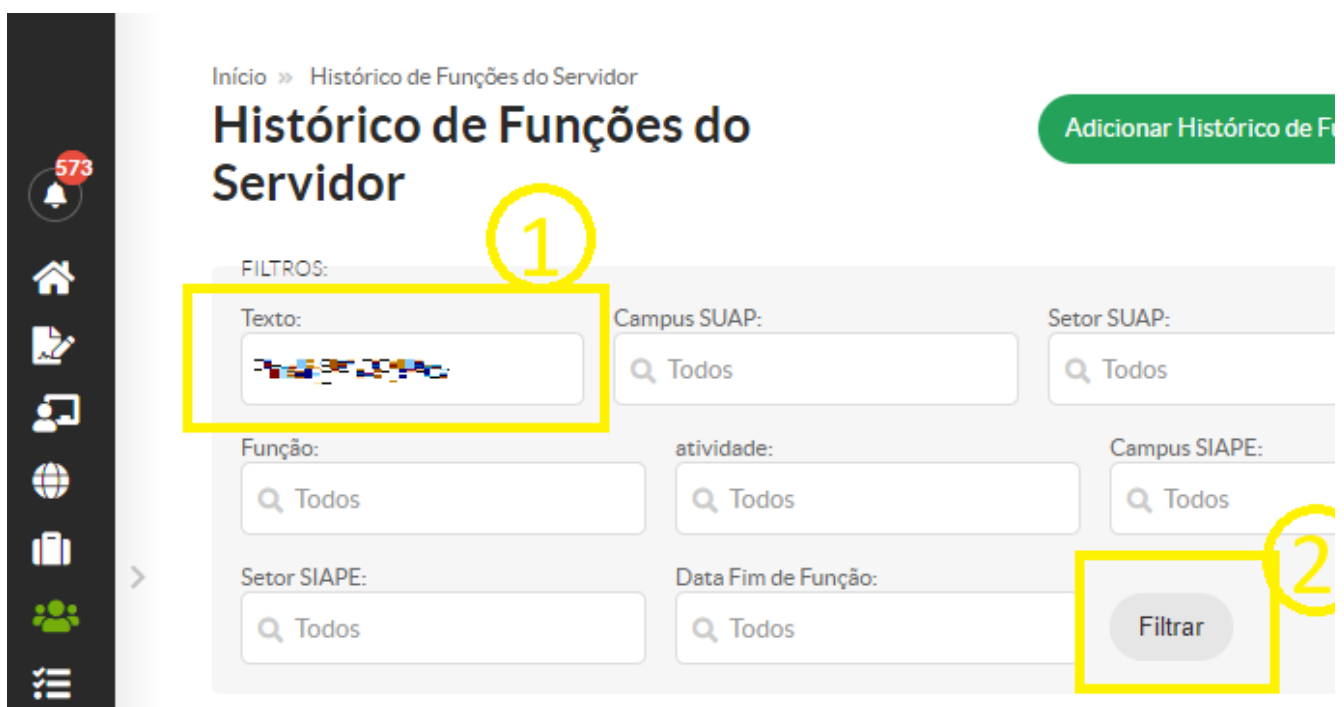 Início » Histórico de Funções do Servidor
Histórico de Funções do
Servidor
Adicionar Histórico de
573
1
FILTROS:
Texto:
Campus SUAP:
Setor SUAP:
Todos
Todos
Função:
atividade:
Campus SIAPE:
Todos
Todos
Todos
2
Setor SIAPE:
Data Fim de Função:
Todos
Todos
Filtrar